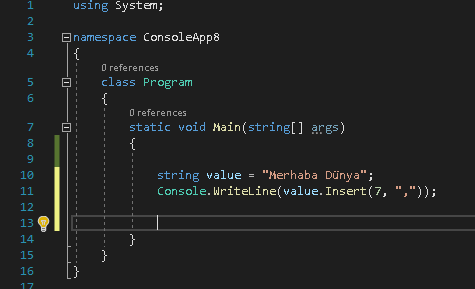 1 using System;
2
3 namespace ConsoleApp8
4 {
0 references
5 class Program
6 {
0 references
7 static void Main(string[] args)
8 {
9
10 string value = "Merhaba Dünya";
11 Console.WriteLine(value.Insert(7, ","));
12
13
14 }
15 }
16 }
17